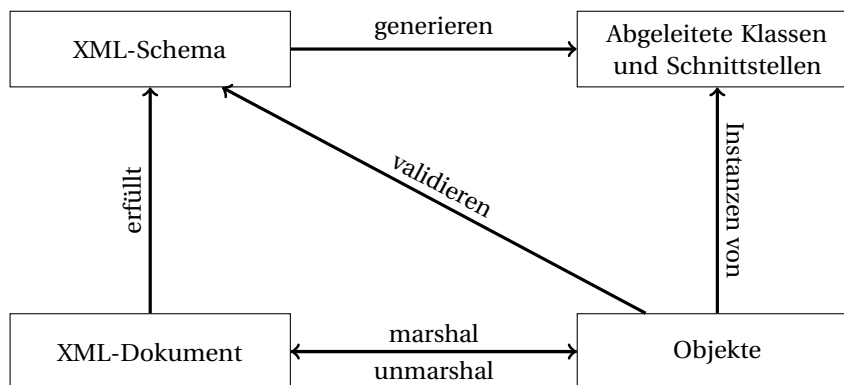 XML-Schema
generieren
Abgeleitete Klassen
und Schnittstellen
erfüllt
validieren
Instanzen von
XML-Dokument
marshal
unmarshal
Objekte